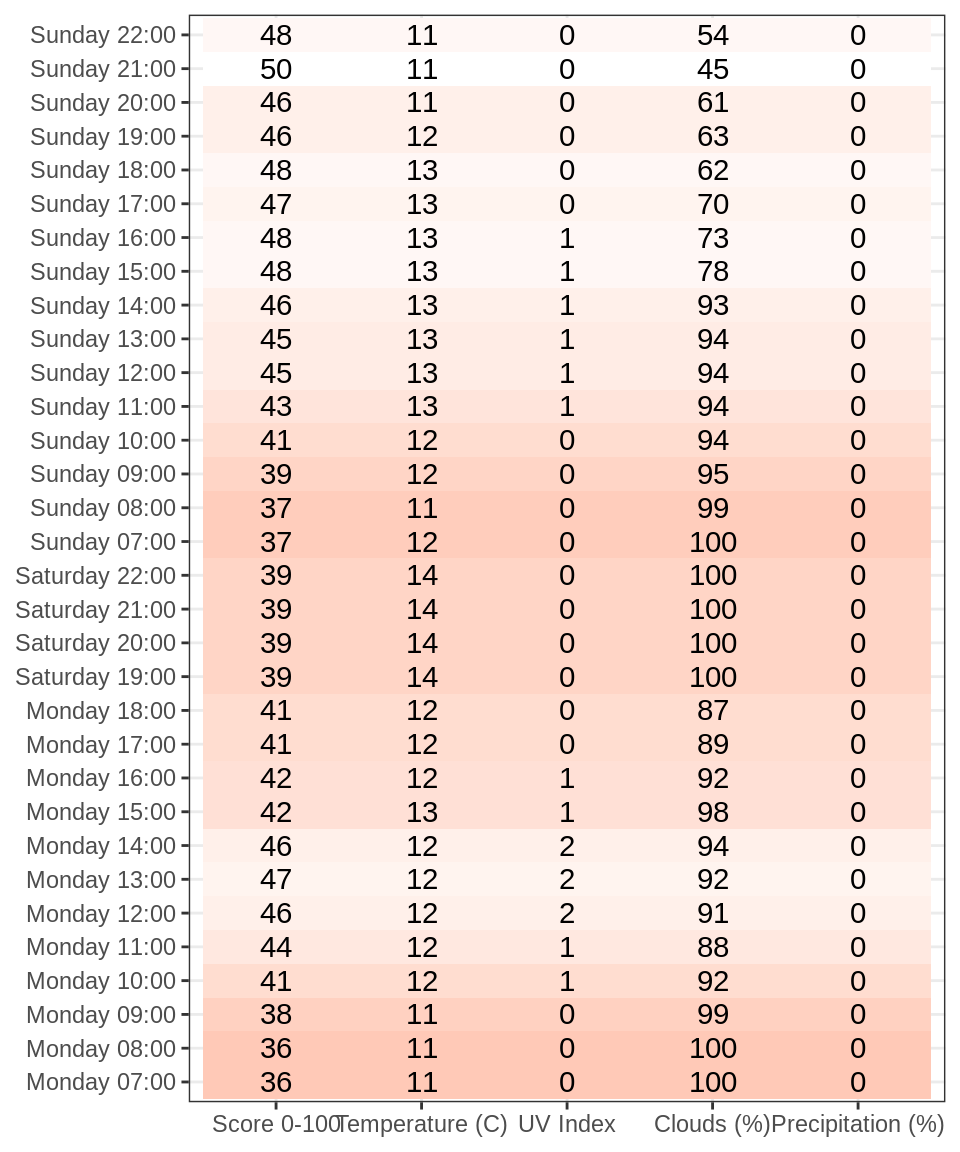 Sunday 22:00 48 11 0 54 0
Sunday 21:00 50 11 0 45 0
Sunday 20:00 46 11 0 61 0
Sunday 19:00 46 12 0 63 0
Sunday 18:00 48 13 0 62 0
Sunday 17:00 47 13 0 70 0
Sunday 16:00 48 13 1 73 0
Sunday 15:00 48 13 1 78 0
Sunday 14:00 46 13 1 93 0
Sunday 13:00 45 13 1 94 0
Sunday 12:00 45 13 1 94 0
Sunday 11:00 43 13 1 94 0
Sunday 10:00 41 12 0 94 0
Sunday 09:00 39 12 0 95 0
Sunday 08:00 37 11 0 99 0
Sunday 07:00 37 12 0 100 0
Saturday 22:00 39 14 0 100 0
Saturday 21:00 39 14 0 100 0
Saturday 20:00 39 14 0 100 0
Saturday 19:00 39 14 0 100 0
Monday 18:00 41 12 0 87 0
Monday 17:00 41 12 0 89 0
Monday 16:00 42 12 1 92 0
Monday 15:00 42 13 1 98 0
Monday 14:00 46 12 2 94 0
Monday 13:00 47 12 2 92 0
Monday 12:00 46 12 2 91 0
Monday 11:00 44 12 1 88 0
Monday 10:00 41 12 1 92 0
Monday 09:00 38 11 0 99 0
Monday 08:00 36 11 0 100 0
Monday 07:00 36 11 0 100 0
Score 0-100 Temperature (C) UV Index Clouds (%) Precipitation (%)